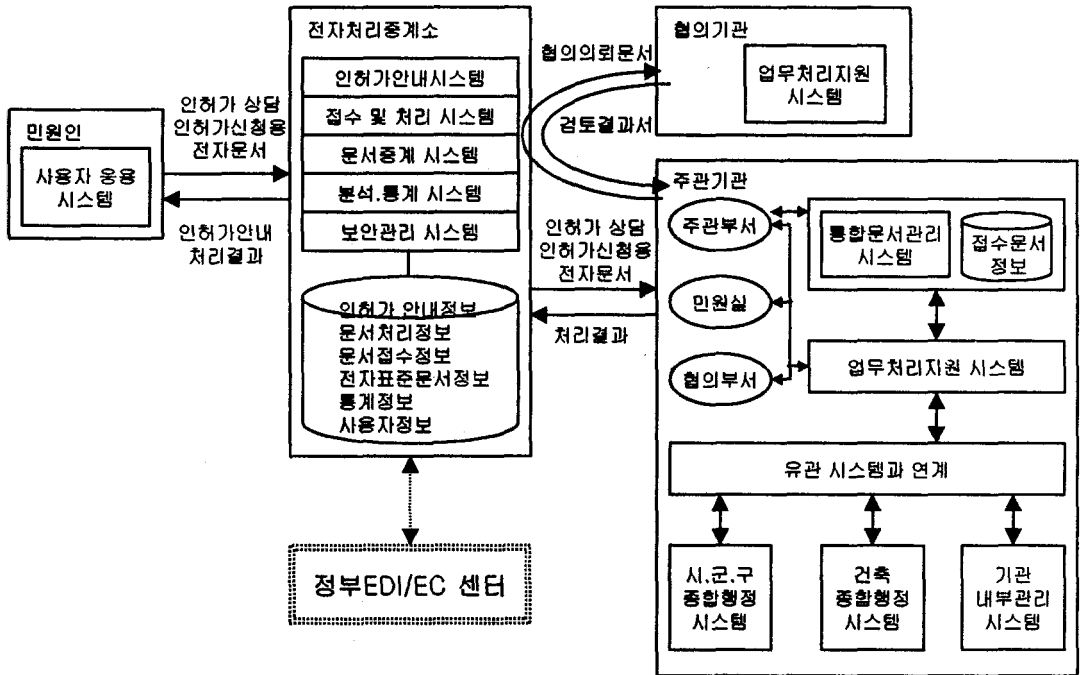 민원인
사용자 응용
시스템
인허가 상담
인허가신청용
전자문서
인허가안내
처리결과
전자처리중계소
인허가안내시스템
접수 및 처리 시스템
문서중계 시스템
분석.통계 시스템
보안관리 시스템
인허가 안내정보
문서처리정보
문서접수정보
전자표준문서정보
통계정보
사용자정보
정부EDI/EC 센터
협의의뢰문서
검토결과서
인허가 상담
인허가신청용
전자문서
처리결과
협의기관
업무처리지원
시스템
주관기관
주관부서
민원실
협의부서
통합문서관리
시스템
접수문서
정보
업무처리지원 시스템
유관 시스템과 연계
시.군.구
종합행정
시스템
건축
종합행정
시스템
기관
내부관리
시스템